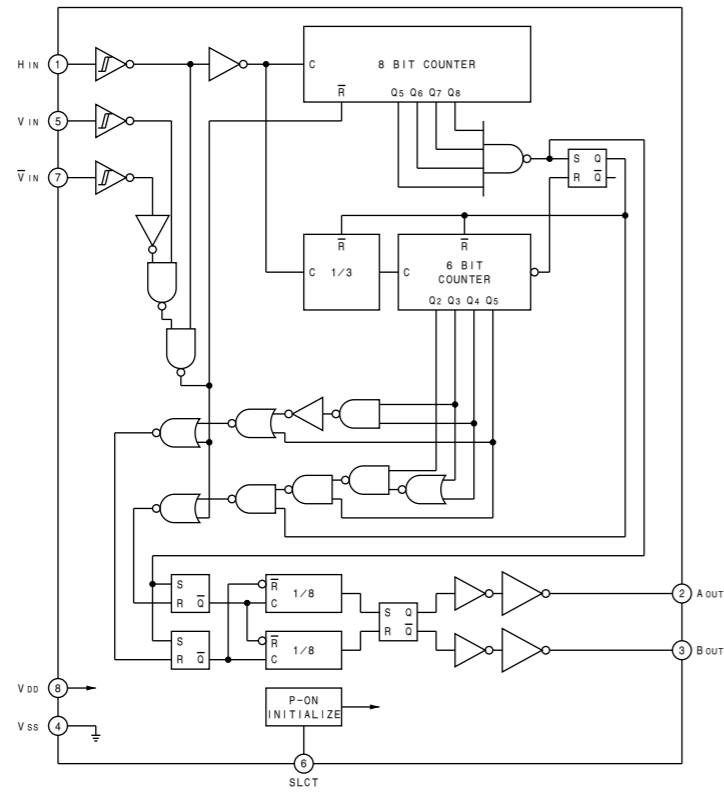 H IN 1
C 8 BIT COUNTER
R̅ Q5 Q6 Q7 Q8
V IN 5
S Q
R Q̅
V̅ IN 7
R̅ R̅
C 1/3 C 6 BIT
COUNTER
Q2 Q3 Q4 Q5
S
R Q̅
R̅
C 1/8
S Q
R Q̅
2 A OUT
S
R Q̅
R̅
C 1/8
3 B OUT
V DD 8
P-ON
INITIALIZE
V SS 4
6
SLCT